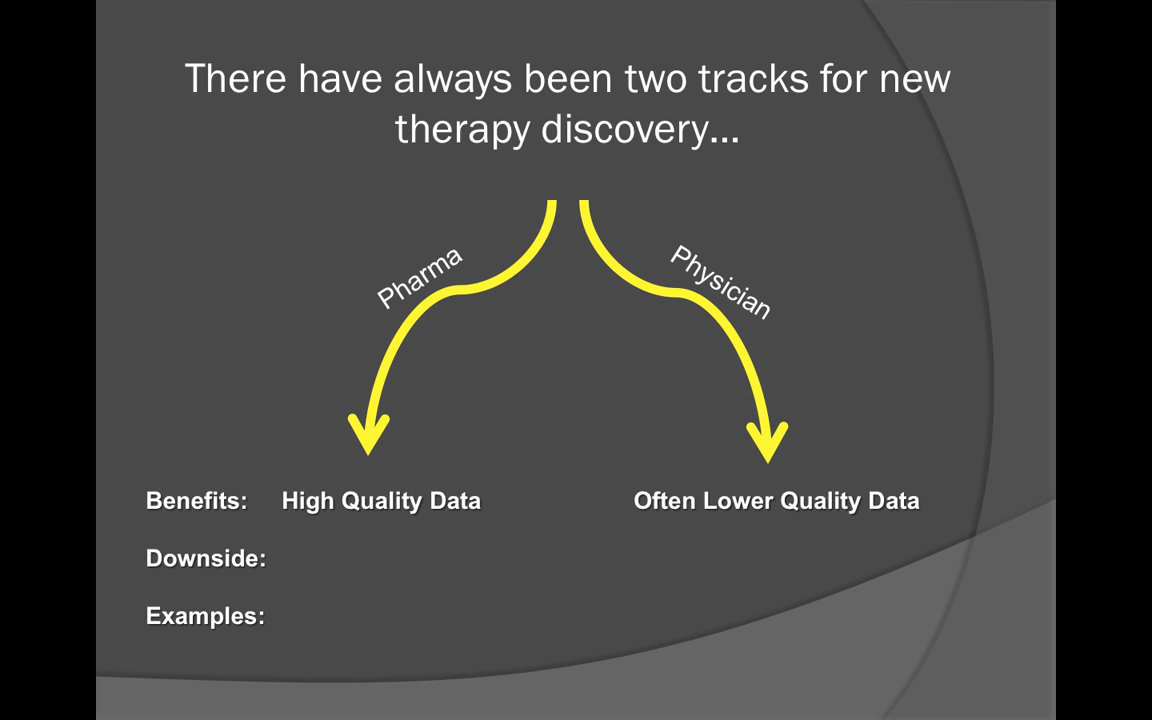 There have always been two tracks for new
therapy discovery...
Pharma
Physician
Benefits: High Quality Data Often Lower Quality Data
Downside:
Examples: